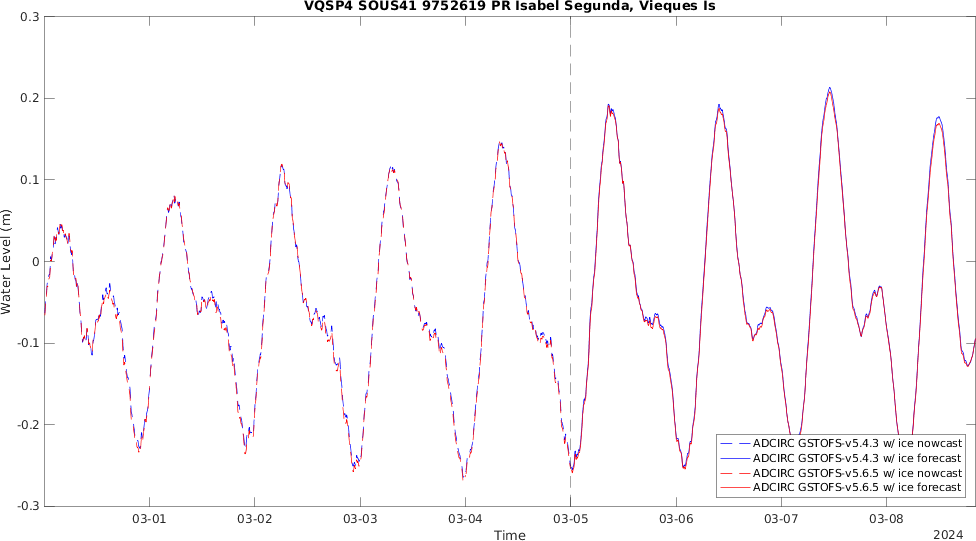 VQSP4 SOUS41 9752619 PR Isabel Segunda, Vieques Is
0.3
0.2
0.1
0
-0.1
-0.2
-0.3
Water Level (m)
03-01
03-02
03-03
03-04
03-05
03-06
03-07
03-08
Time
2024
ADCIRC GSTOFS-v5.4.3 w/ ice nowcast
ADCIRC GSTOFS-v5.4.3 w/ ice forecast
ADCIRC GSTOFS-v5.6.5 w/ ice nowcast
ADCIRC GSTOFS-v5.6.5 w/ ice forecast